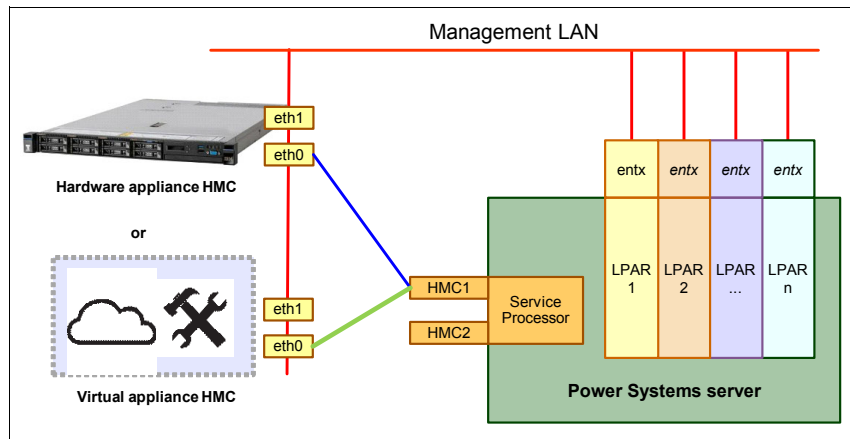 Management LAN
eth1
eth0
Hardware appliance HMC
or
eth1
eth0
Virtual appliance HMC
HMC1
HMC2
Service
Processor
entx
entx
entx
entx
LPAR
1
LPAR
2
LPAR
...
LPAR
n
Power Systems server